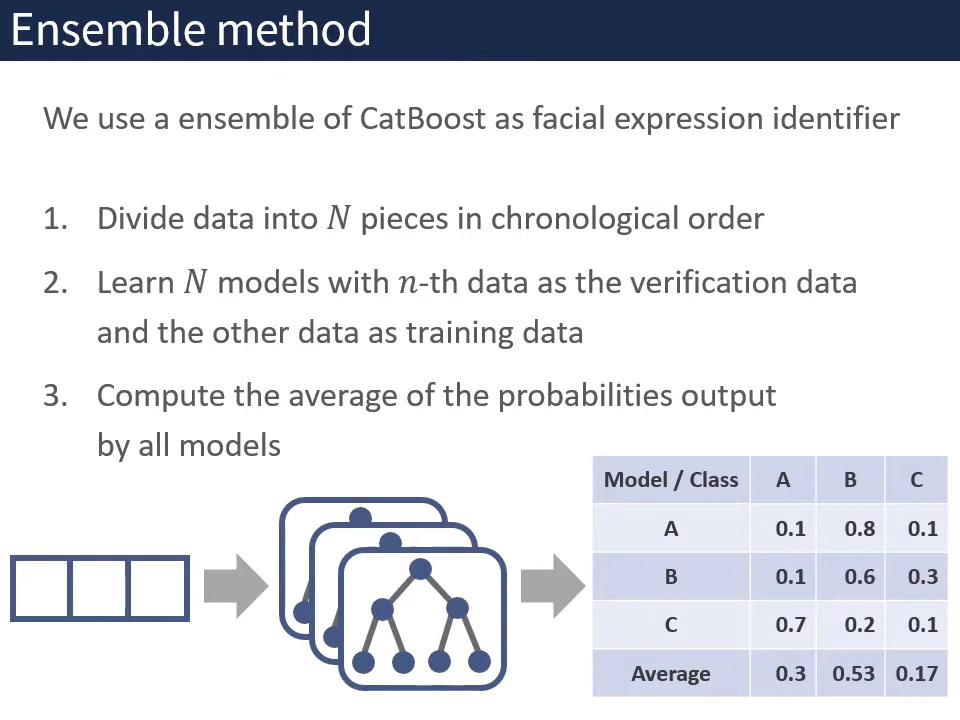 Ensemble method
We use a ensemble of CatBoost as facial expression identifier
1. Divide data into N pieces in chronological order
2. Learn N models with n-th data as the verification data
and the other data as training data
3. Compute the average of the probabilities output
by all models
Model / Class A B C
A 0.1 0.8 0.1
B 0.1 0.6 0.3
C 0.7 0.2 0.1
Average 0.3 0.53 0.17